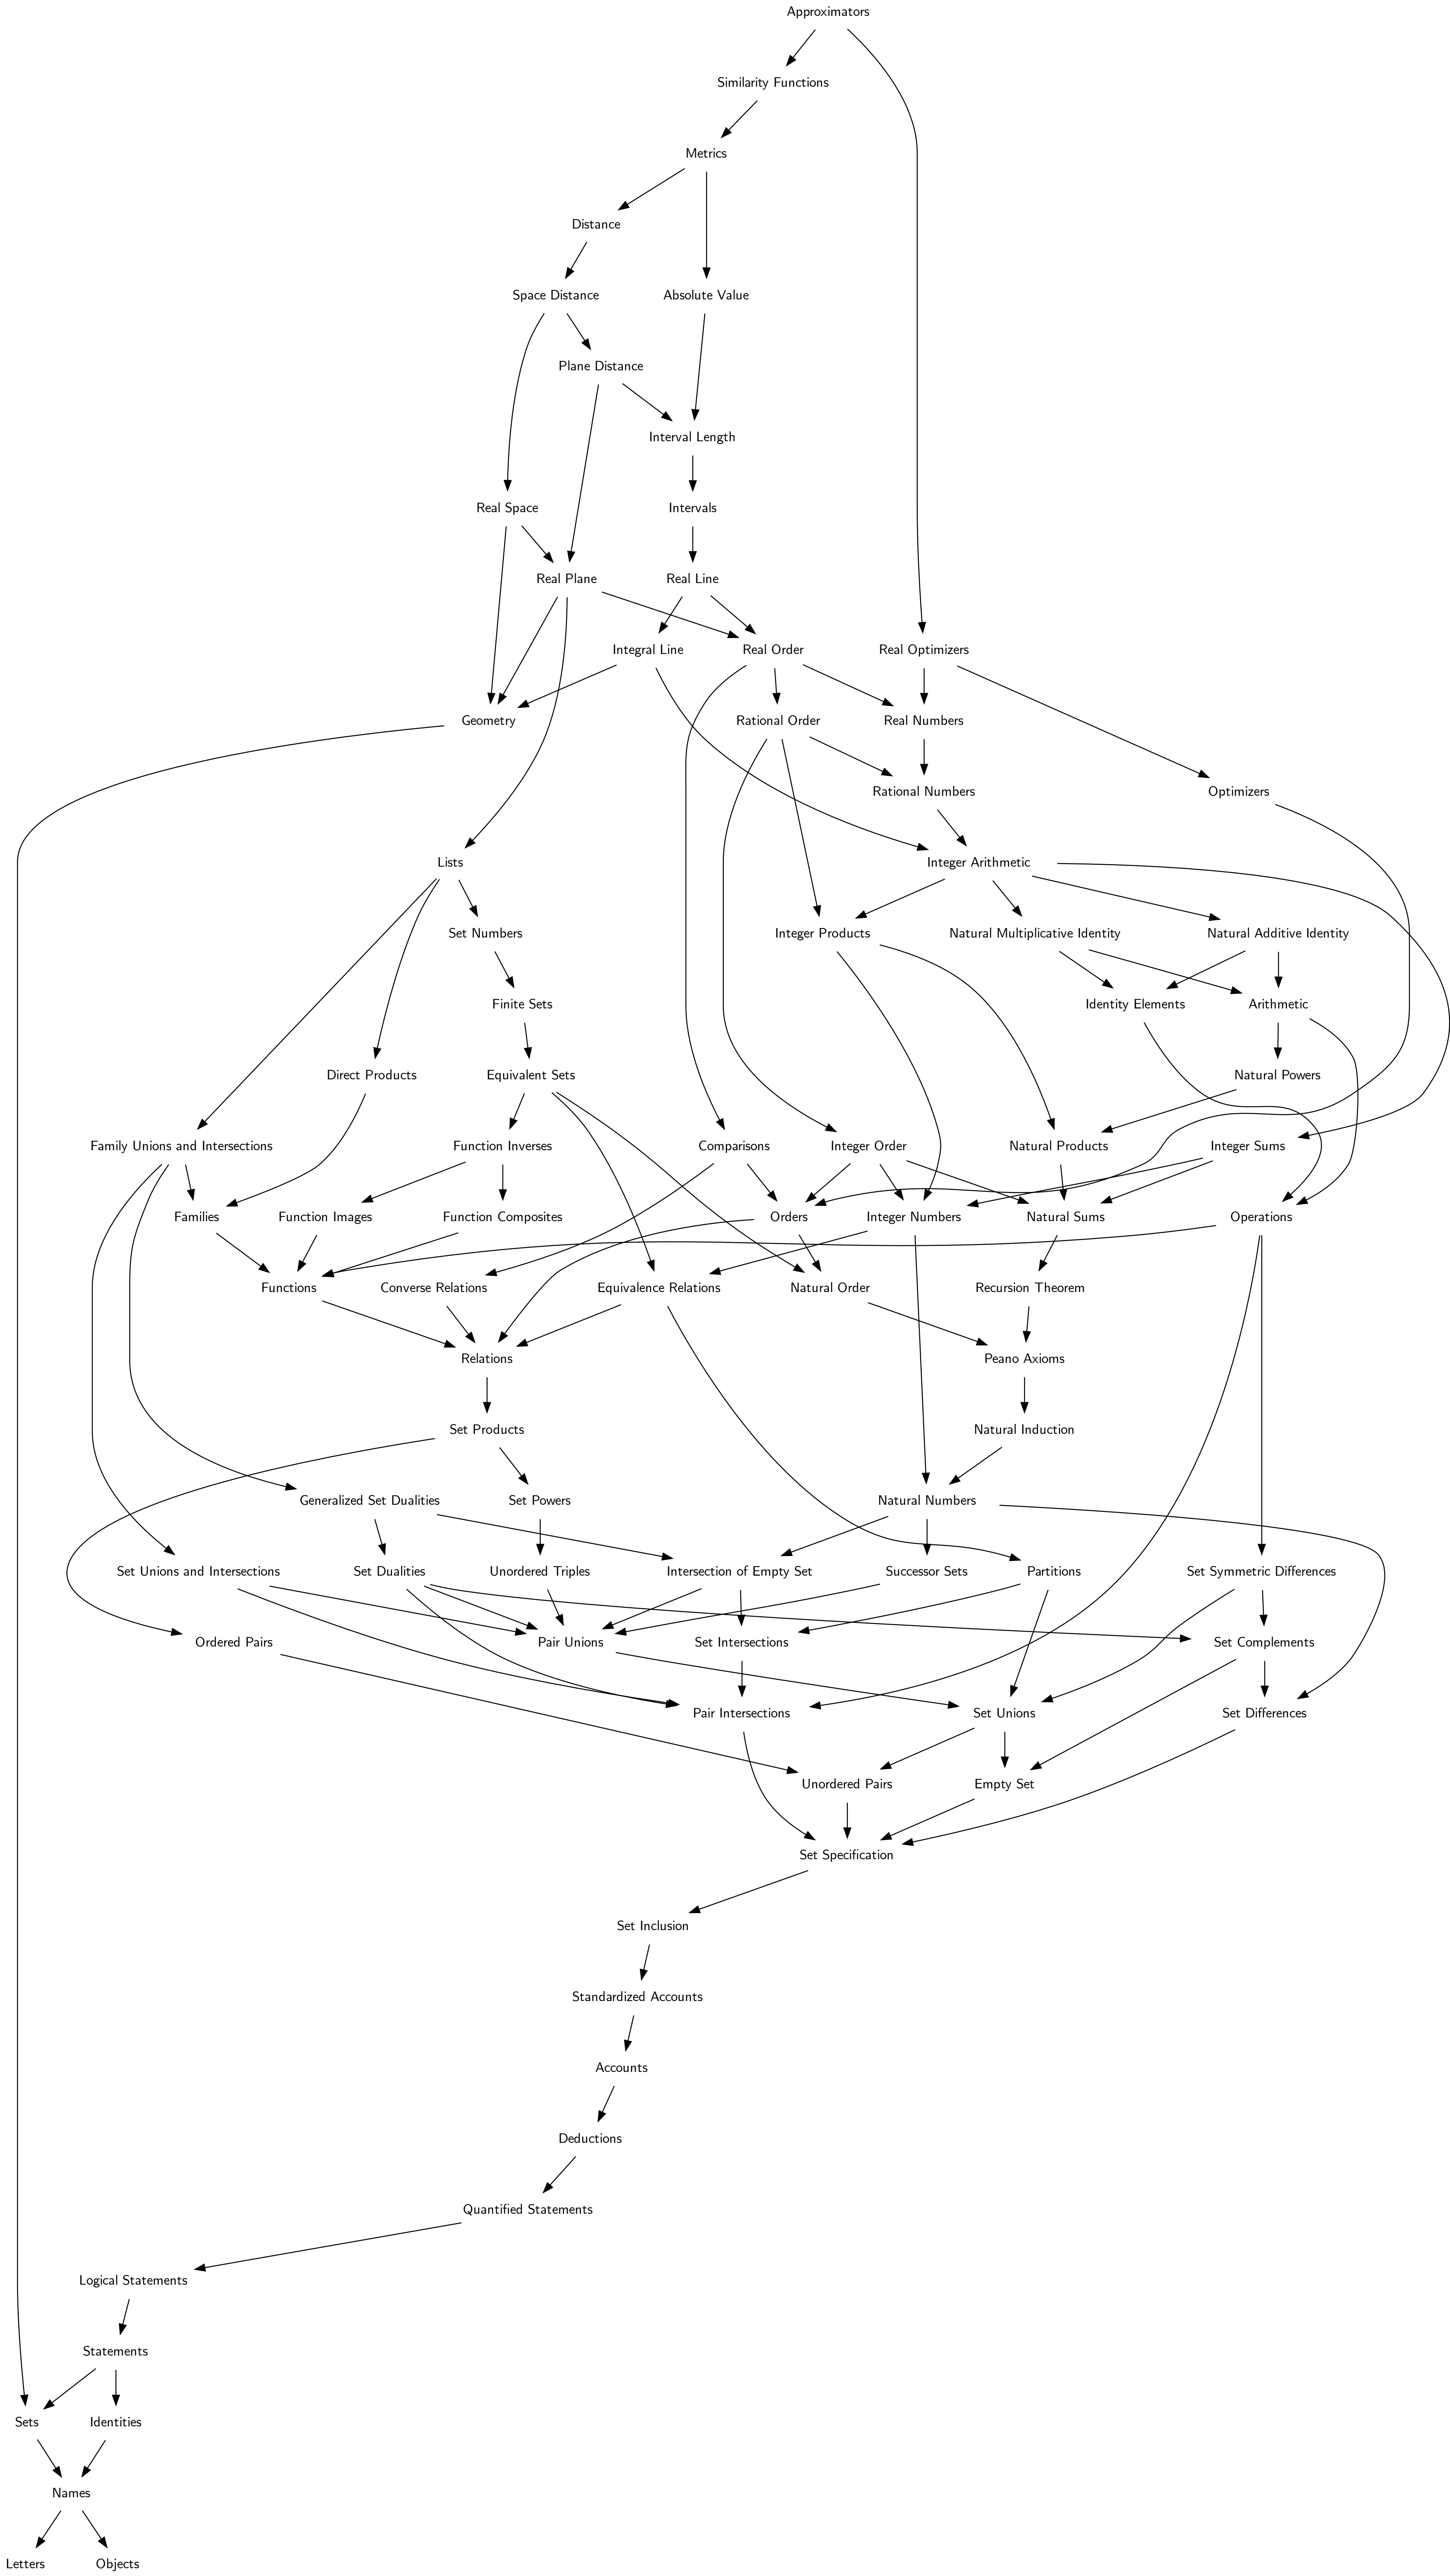 Approximators
Similarity Functions
Metrics
Distance
Space Distance
Absolute Value
Plane Distance
Interval Length
Real Space
Intervals
Real Plane
Real Line
Integral Line
Real Order
Real Optimizers
Geometry
Rational Order
Real Numbers
Rational Numbers
Optimizers
Lists
Integer Arithmetic
Set Numbers
Integer Products
Natural Multiplicative Identity
Natural Additive Identity
Finite Sets
Identity Elements
Arithmetic
Direct Products
Equivalent Sets
Natural Powers
Family Unions and Intersections
Function Inverses
Comparisons
Integer Order
Natural Products
Integer Sums
Families
Function Images
Function Composites
Orders
Integer Numbers
Natural Sums
Operations
Functions
Converse Relations
Equivalence Relations
Natural Order
Recursion Theorem
Relations
Peano Axioms
Set Products
Natural Induction
Generalized Set Dualities
Set Powers
Natural Numbers
Set Unions and Intersections
Set Dualities
Unordered Triples
Intersection of Empty Set
Successor Sets
Partitions
Set Symmetric Differences
Ordered Pairs
Pair Unions
Set Intersections
Set Complements
Pair Intersections
Set Unions
Set Differences
Unordered Pairs
Empty Set
Set Specification
Set Inclusion
Standardized Accounts
Accounts
Deductions
Quantified Statements
Logical Statements
Statements
Sets
Identities
Names
Letters
Objects